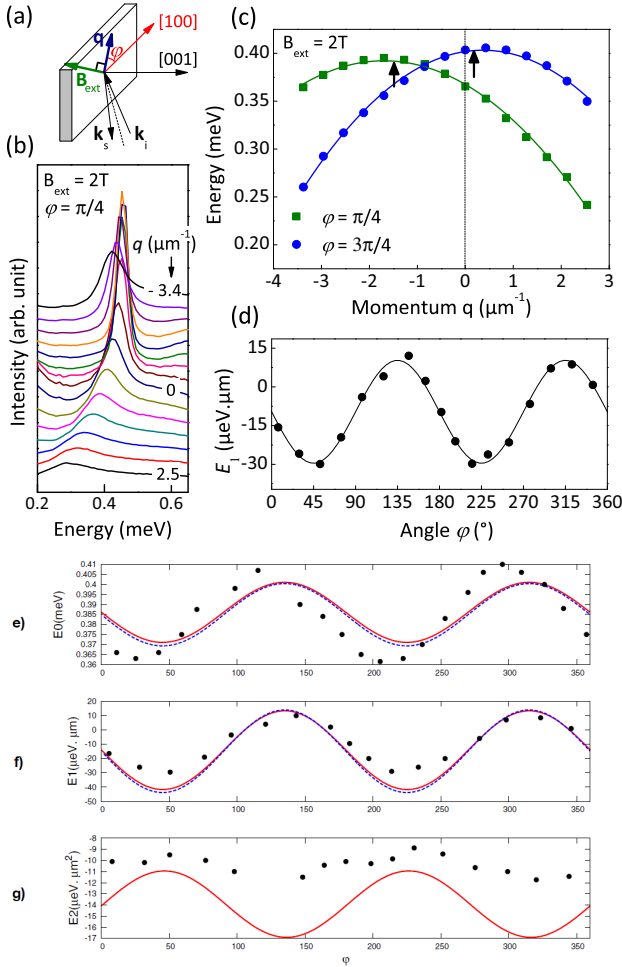 (a)
q
φ
[100]
[001]
B
ext
k
s
k
i
(b)
B ext = 2T
φ = π/4
q (μm⁻¹)
- 3.4
0
2.5
Intensity (arb. unit)
0.2 0.4 0.6
Energy (meV)
(c)
B ext = 2T
0.40
0.35
0.30
0.25
0.20
Energy (meV)
φ = π/4
φ = 3π/4
-4 -3 -2 -1 0 1 2 3
Momentum q (μm⁻¹)
(d)
15
0
-15
-30
E₁ (μeV.μm)
0 45 90 135 180 225 270 315 360
Angle φ (°)
e)
E0(meV)
0.41
0.405
0.4
0.395
0.39
0.385
0.38
0.375
0.37
0.365
0.36
0 50 100 150 200 250 300 350
f)
E1(μeV. μm)
20
10
0
-10
-20
-30
-40
-50
0 50 100 150 200 250 300 350
g)
E2(μeV. μm²)
-8
-9
-10
-11
-12
-13
-14
-15
-16
-17
0 50 100 150 200 250 300 350
φ